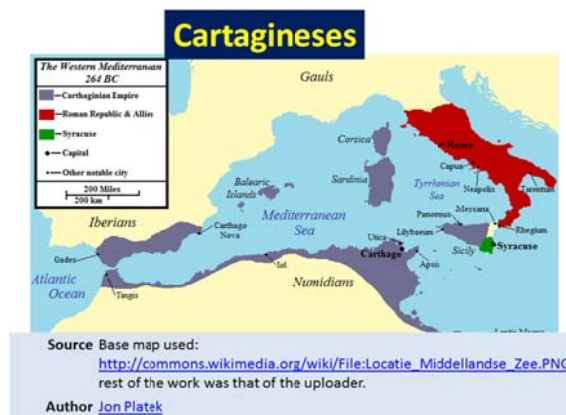 Cartagineses
The Western Mediterranean
264 BC
Carthaginian Empire
Roman Republic & Allies
Syracuse
Capital
Other notable city
200 Miles
200 km
Gauls
Corsica
Rome
Capua
Sardinia
Tyrrhenian
Sea
Neapolis
Tarentum
Balearic
Islands
Mediterranean
Sea
Iberians
Carthago
Nova
Panormus
Messana
Lilybaeum
Rhegium
Utica
Sicily
Syracuse
Gades
Carthage
Apsis
Iol
Atlantic
Ocean
Tingis
Numidians
Source Base map used:
http://commons.wikimedia.org/wiki/File:Locatie_Middellandse_Zee.PNG
rest of the work was that of the uploader.
Author Jon Platek